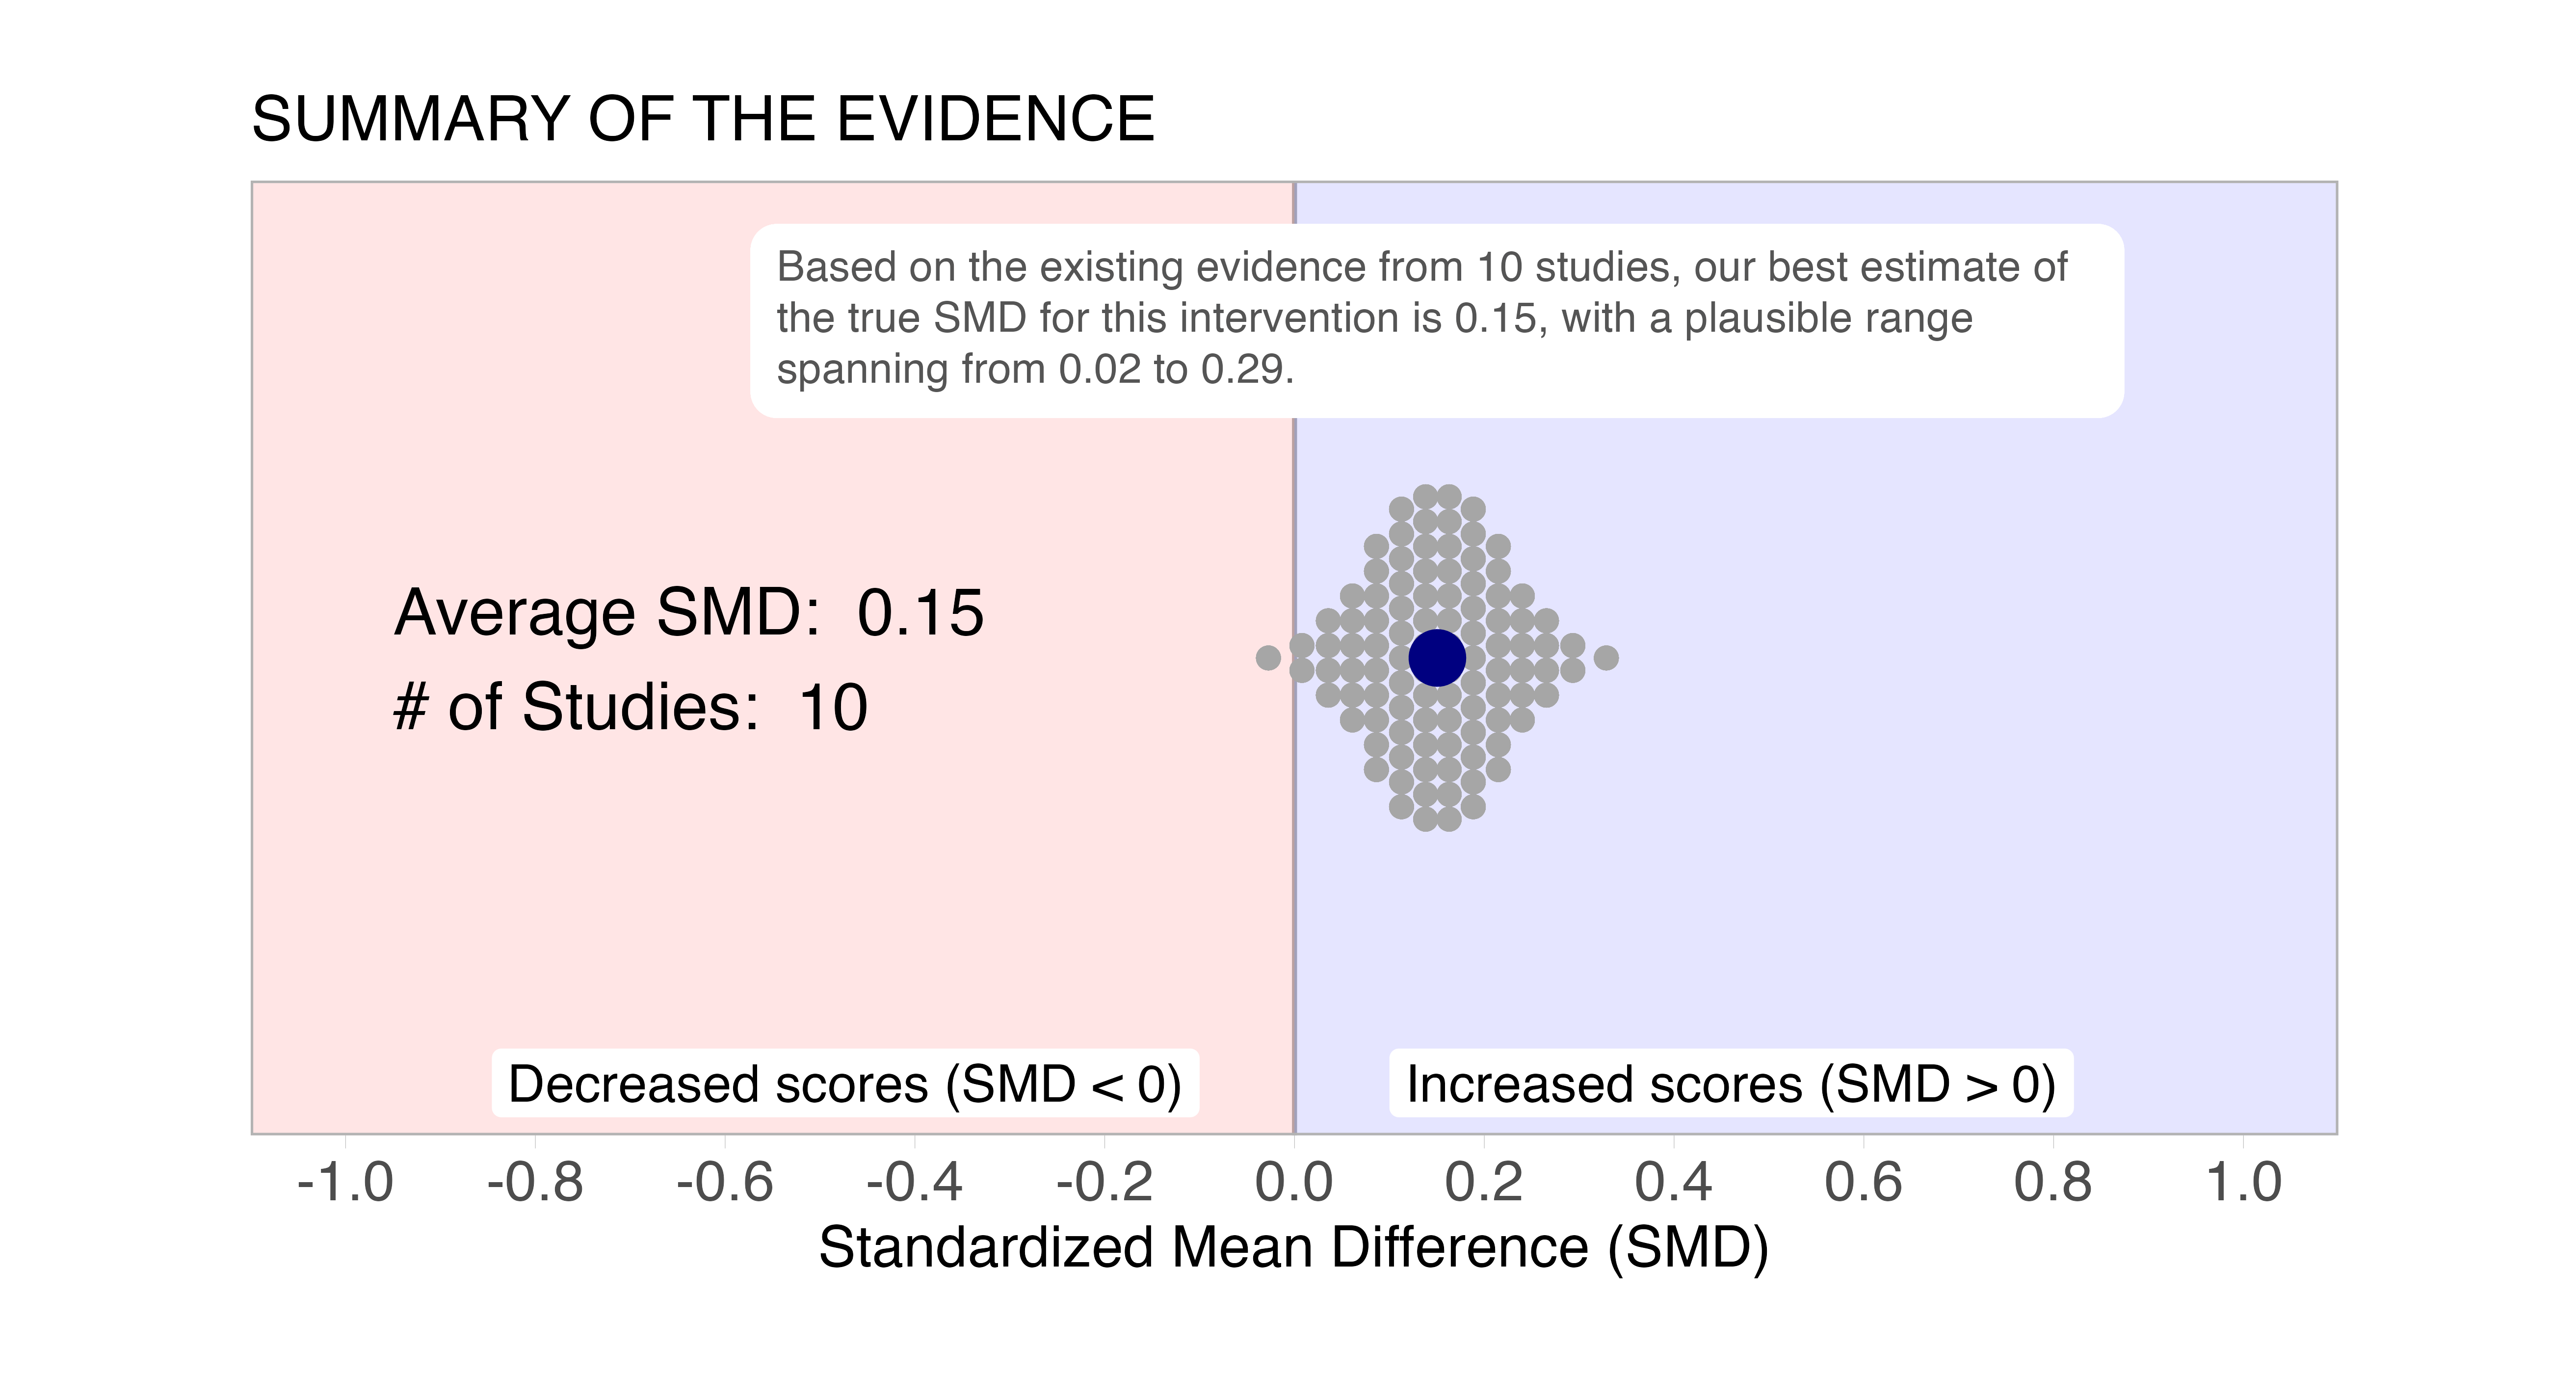 SUMMARY OF THE EVIDENCE
Based on the existing evidence from 10 studies, our best estimate of
the true SMD for this intervention is 0.15, with a plausible range
spanning from 0.02 to 0.29.
Average SMD: 0.15
# of Studies: 10
Decreased scores (SMD < 0)
Increased scores (SMD > 0)
-1.0 -0.8 -0.6 -0.4 -0.2 0.0 0.2 0.4 0.6 0.8 1.0
Standardized Mean Difference (SMD)